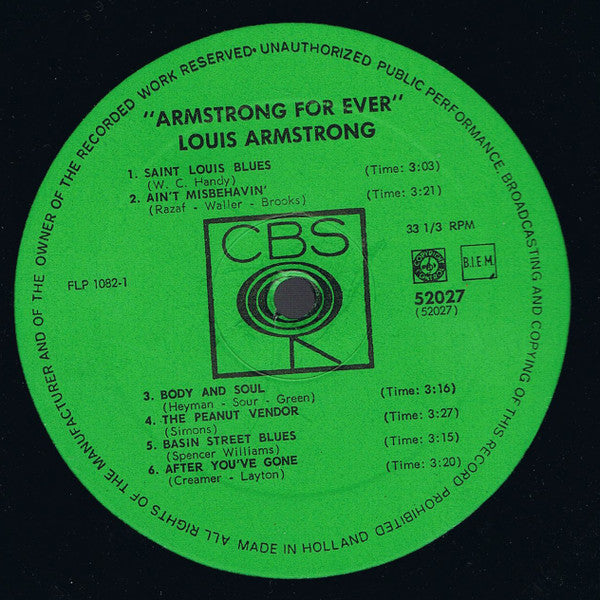 ALL RIGHTS OF THE MANUFACTURER AND OF THE OWNER OF THE RECORDED WORK RESERVED · UNAUTHORIZED PUBLIC PERFORMANCE, BROADCASTING AND COPYING OF THIS RECORD PROHIBITED
"ARMSTRONG FOR EVER"
LOUIS ARMSTRONG
1. SAINT LOUIS BLUES (Time: 3:03)
(W. C. Handy)
2. AIN'T MISBEHAVIN' (Time: 3:21)
(Razaf - Waller - Brooks)
CBS
33 1/3 RPM
FLP 1082-1
B.I.E.M.
52027
(52027)
3. BODY AND SOUL (Time: 3:16)
(Heyman - Sour - Green)
4. THE PEANUT VENDOR (Time: 3:27)
(Simons)
5. BASIN STREET BLUES (Time: 3:15)
(Spencer Williams)
6. AFTER YOU'VE GONE (Time: 3:20)
(Creamer - Layton)
MADE IN HOLLAND